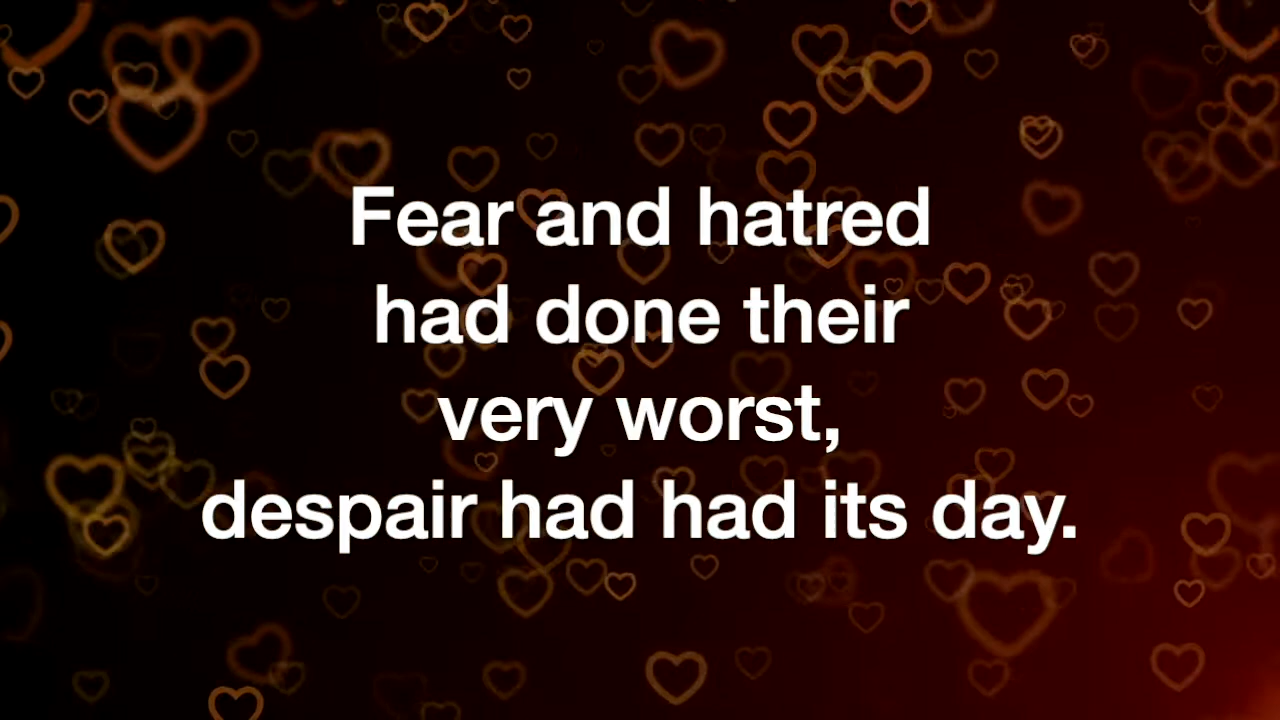 Fear and hatred
had done their
very worst,
despair had had its day.